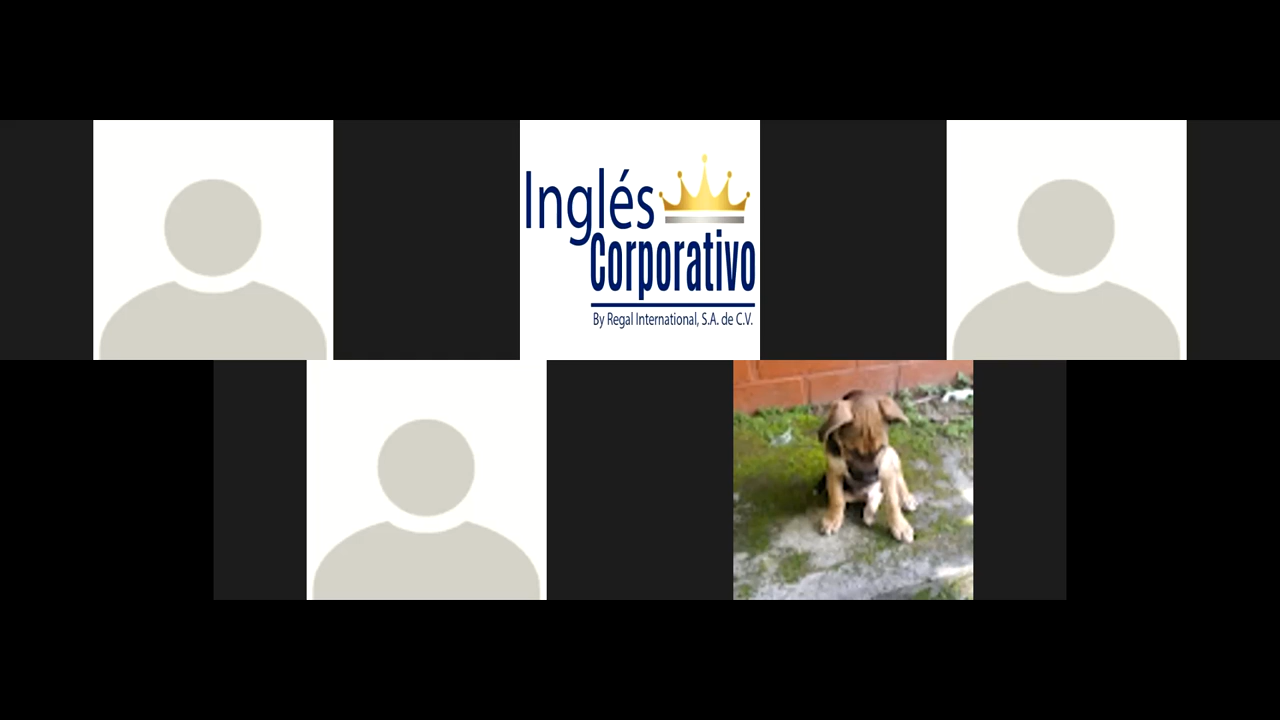 Inglés
Corporativo
By Regal International, S.A. de C.V.